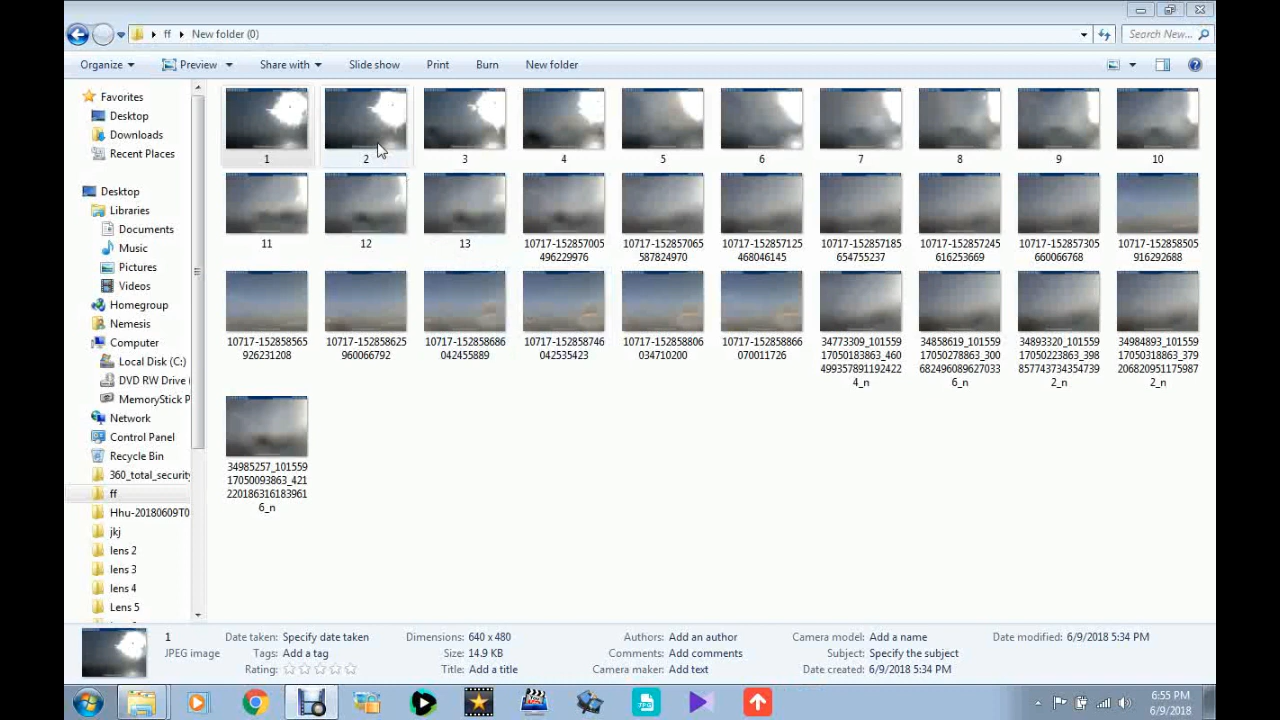 ff New folder (0)
Search New...
Organize Preview Share with Slide show Print Burn New folder
Favorites
Desktop
Downloads
Recent Places
Desktop
Libraries
Documents
Music
Pictures
Videos
Homegroup
Nemesis
Computer
Local Disk (C:)
DVD RW Drive (
MemoryStick P
Network
Control Panel
Recycle Bin
360_total_security
ff
Hhu-20180609T0
jkj
lens 2
lens 3
lens 4
Lens 5
1 2 3 4 5 6 7 8 9 10
11 12 13 10717-152857005 10717-152857065 10717-152857125 10717-152857185 10717-152857245 10717-152857305 10717-152858505
496229976 587824970 468046145 654755237 616253669 660066768 916292688
10717-152858565 10717-152858625 10717-152858686 10717-152858746 10717-152858806 10717-152858866 34773309_101559 34858619_101559 34893320_101559 34984893_101559
926231208 960066792 042455889 042535423 034710200 070011726 17050183863_460 17050278863_300 17050223863_398 17050318863_379
499357891192422 682496089627033 857743734354739 206820951175987
4_n 6_n 2_n 2_n
34985257_101559
17050093863_421
220186316183961
6_n
1 Date taken: Specify date taken Dimensions: 640 x 480 Authors: Add an author Camera model: Add a name Date modified: 6/9/2018 5:34 PM
JPEG image Tags: Add a tag Size: 14.9 KB Comments: Add comments Subject: Specify the subject
Rating: Title: Add a title Camera maker: Add text Date created: 6/9/2018 5:34 PM
6:55 PM
6/9/2018